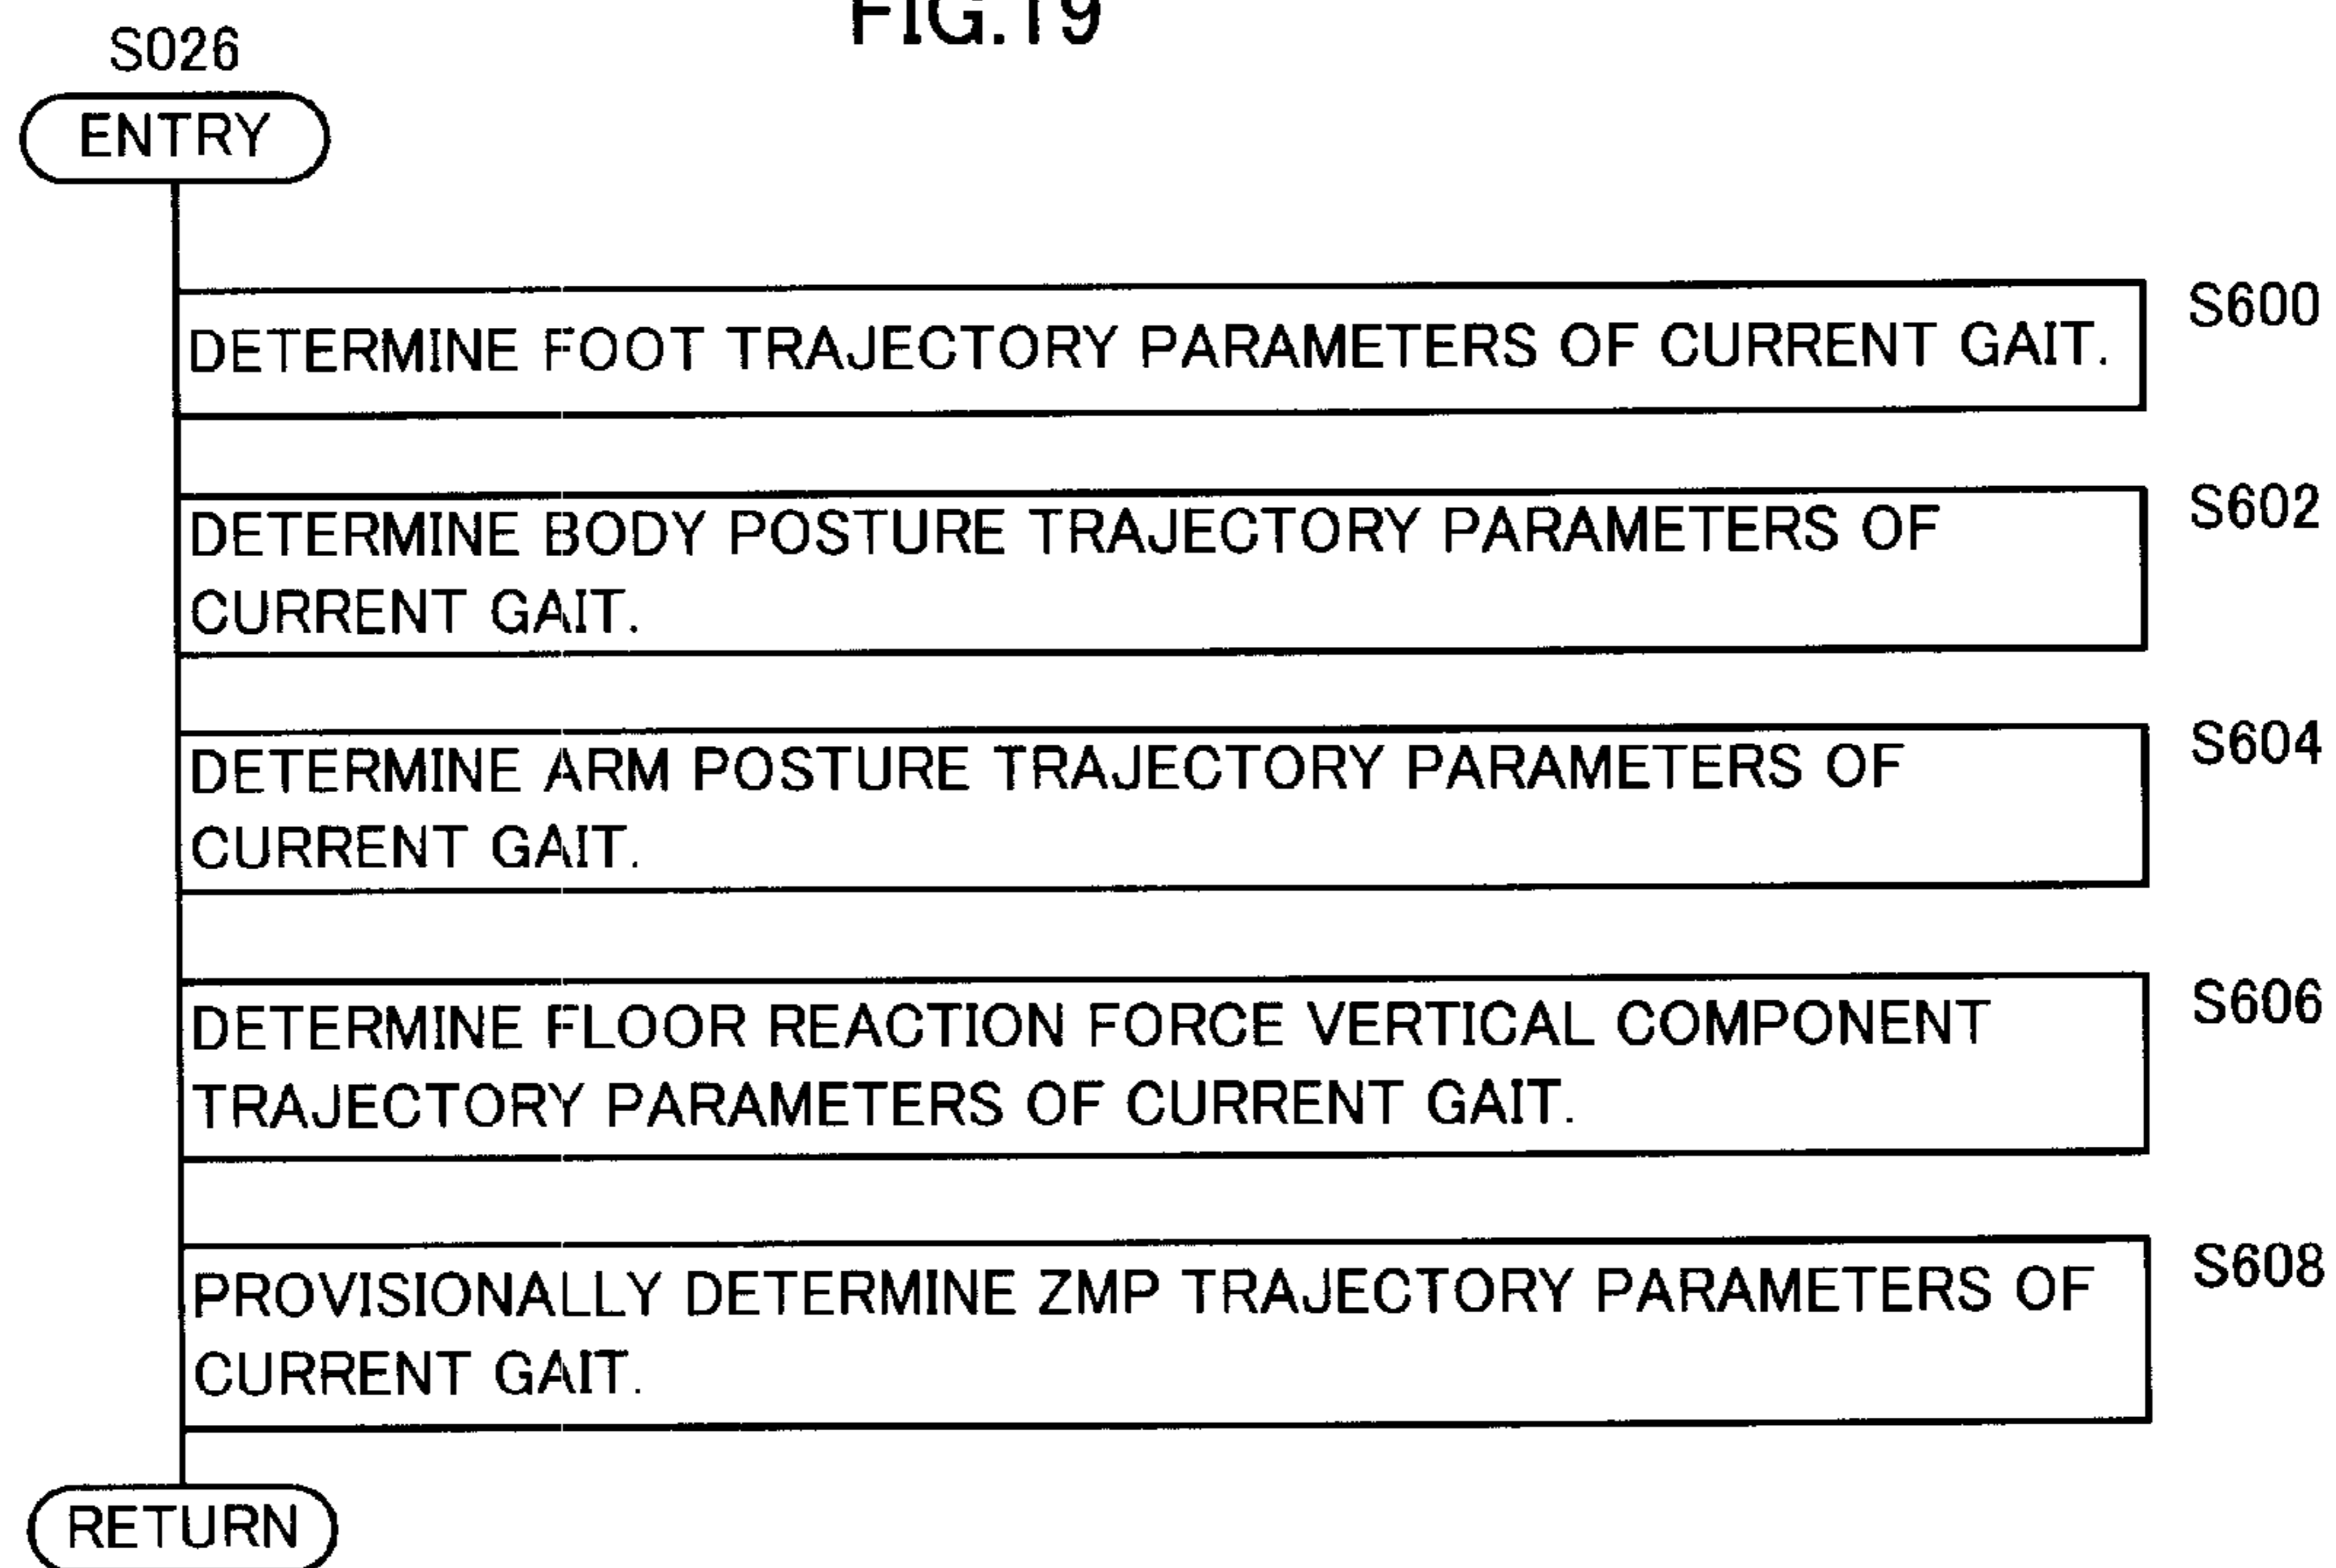 FIG.19
S026
ENTRY
S600
DETERMINE FOOT TRAJECTORY PARAMETERS OF CURRENT GAIT.
S602
DETERMINE BODY POSTURE TRAJECTORY PARAMETERS OF
CURRENT GAIT.
S604
DETERMINE ARM POSTURE TRAJECTORY PARAMETERS OF
CURRENT GAIT.
S606
DETERMINE FLOOR REACTION FORCE VERTICAL COMPONENT
TRAJECTORY PARAMETERS OF CURRENT GAIT.
S608
PROVISIONALLY DETERMINE ZMP TRAJECTORY PARAMETERS OF
CURRENT GAIT.
RETURN